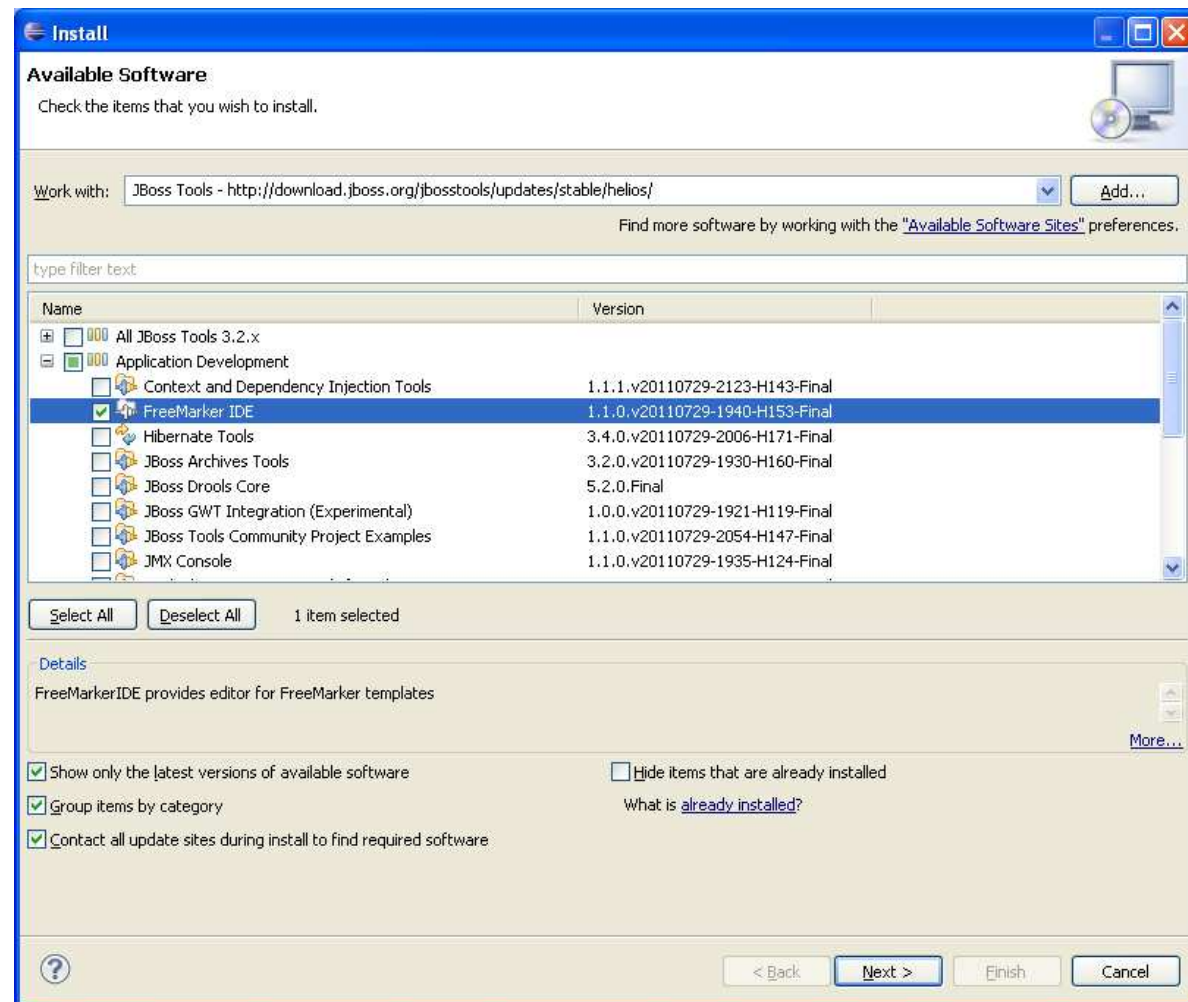 Install
Available Software
Check the items that you wish to install.
Work with: JBoss Tools - http://download.jboss.org/jbosstools/updates/stable/helios/ Add...
Find more software by working with the "Available Software Sites" preferences.
type filter text
Name Version
All JBoss Tools 3.2.x
Application Development
Context and Dependency Injection Tools 1.1.1.v20110729-2123-H143-Final
FreeMarker IDE 1.1.0.v20110729-1940-H153-Final
Hibernate Tools 3.4.0.v20110729-2006-H171-Final
JBoss Archives Tools 3.2.0.v20110729-1930-H160-Final
JBoss Drools Core 5.2.0.Final
JBoss GWT Integration (Experimental) 1.0.0.v20110729-1921-H119-Final
JBoss Tools Community Project Examples 1.1.0.v20110729-2054-H147-Final
JMX Console 1.1.0.v20110729-1935-H124-Final
Select All Deselect All 1 item selected
Details
FreeMarkerIDE provides editor for FreeMarker templates
More...
Show only the latest versions of available software Hide items that are already installed
Group items by category What is already installed?
Contact all update sites during install to find required software
? < Back Next > Finish Cancel